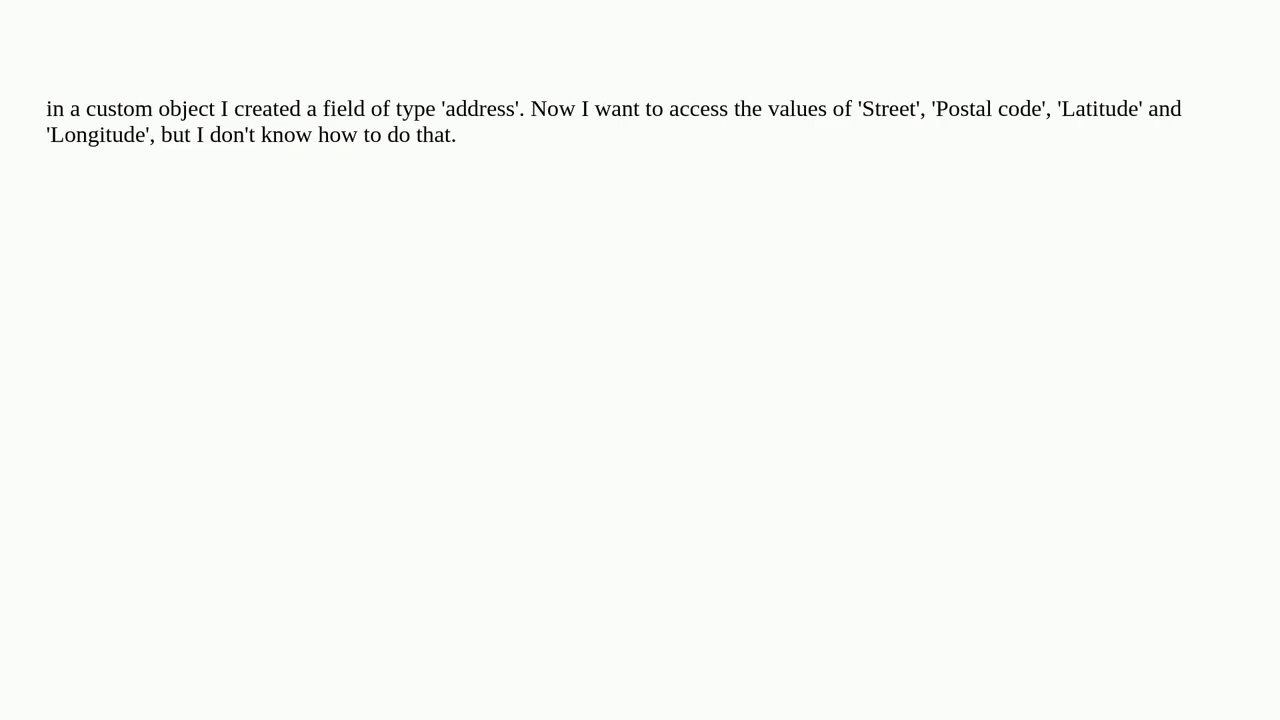 in a custom object I created a field of type 'address'. Now I want to access the values of 'Street', 'Postal code', 'Latitude' and
'Longitude', but I don't know how to do that.